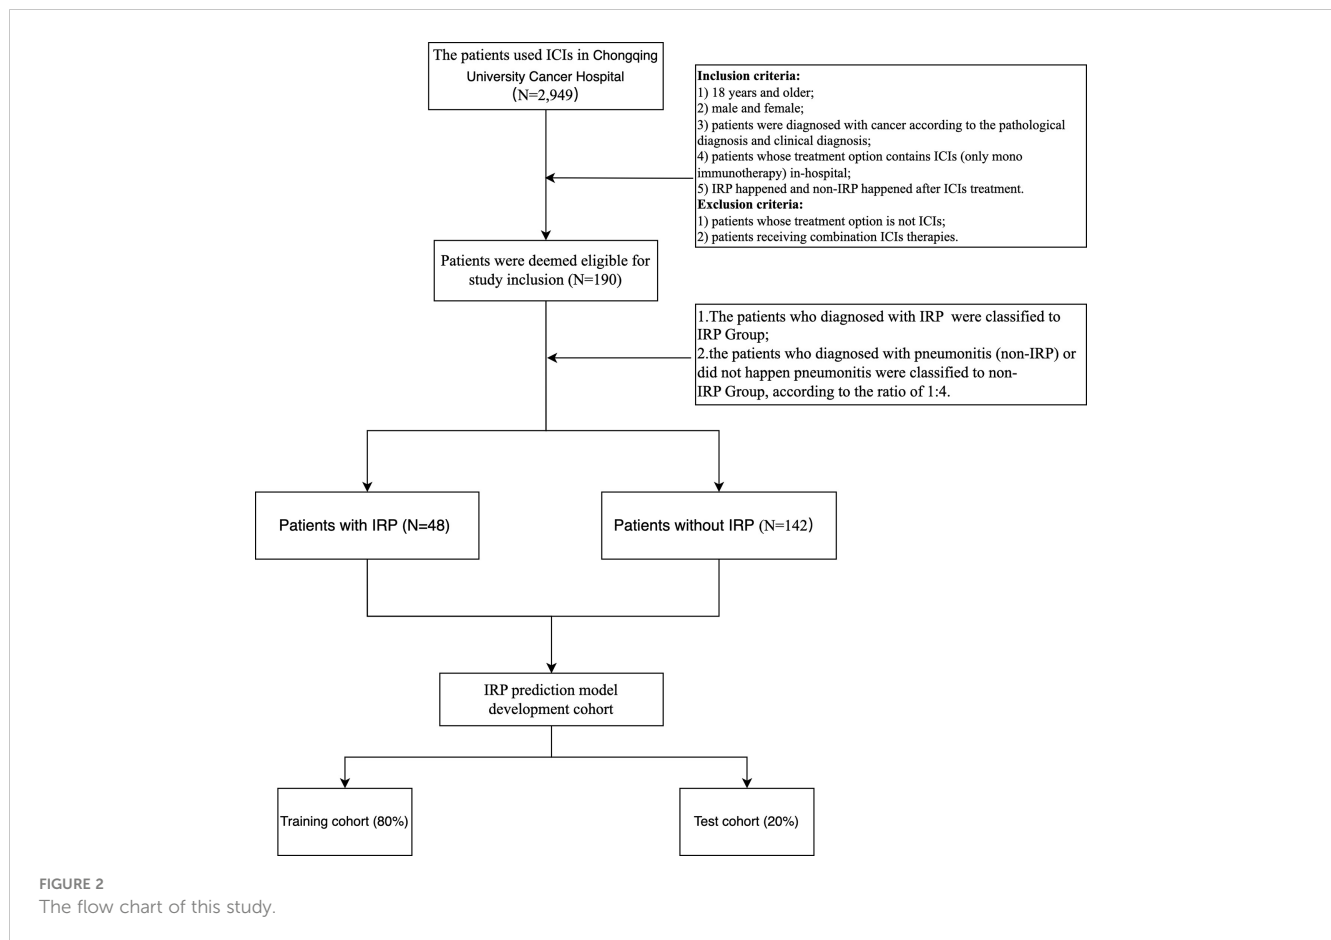 The patients used ICIs in Chongqing
University Cancer Hospital
(N=2,949)
Inclusion criteria:
1) 18 years and older;
2) male and female;
3) patients were diagnosed with cancer according to the pathological
diagnosis and clinical diagnosis;
4) patients whose treatment option contains ICIs (only mono
immunotherapy) in-hospital;
5) IRP happened and non-IRP happened after ICIs treatment.
Exclusion criteria:
1) patients whose treatment option is not ICIs;
2) patients receiving combination ICIs therapies.
Patients were deemed eligible for
study inclusion (N=190)
1.The patients who diagnosed with IRP were classified to
IRP Group;
2.the patients who diagnosed with pneumonitis (non-IRP) or
did not happen pneumonitis were classified to non-
IRP Group, according to the ratio of 1:4.
Patients with IRP (N=48)
Patients without IRP (N=142)
IRP prediction model
development cohort
Training cohort (80%)
Test cohort (20%)
FIGURE 2
The flow chart of this study.